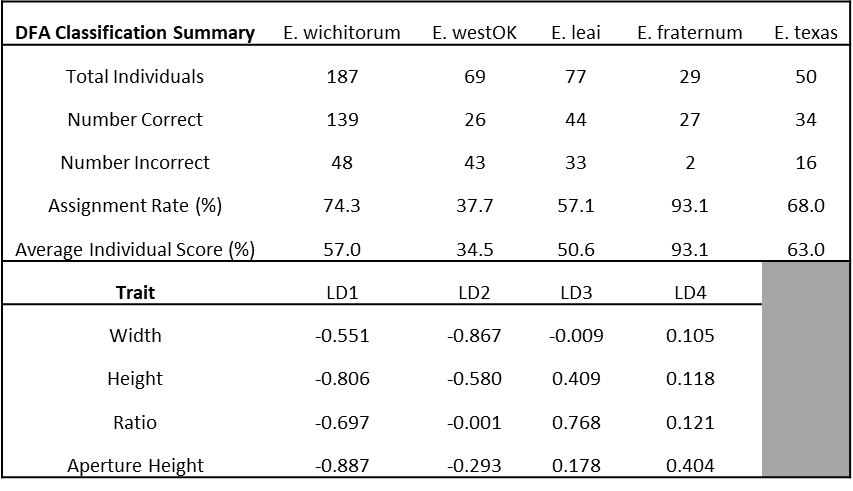 DFA Classification Summary E. wichitorum E. westOK E. leai E. fraternum E. texas
Total Individuals 187 69 77 29 50
Number Correct 139 26 44 27 34
Number Incorrect 48 43 33 2 16
Assignment Rate (%) 74.3 37.7 57.1 93.1 68.0
Average Individual Score (%) 57.0 34.5 50.6 93.1 63.0
Trait LD1 LD2 LD3 LD4
Width -0.551 -0.867 -0.009 0.105
Height -0.806 -0.580 0.409 0.118
Ratio -0.697 -0.001 0.768 0.121
Aperture Height -0.887 -0.293 0.178 0.404